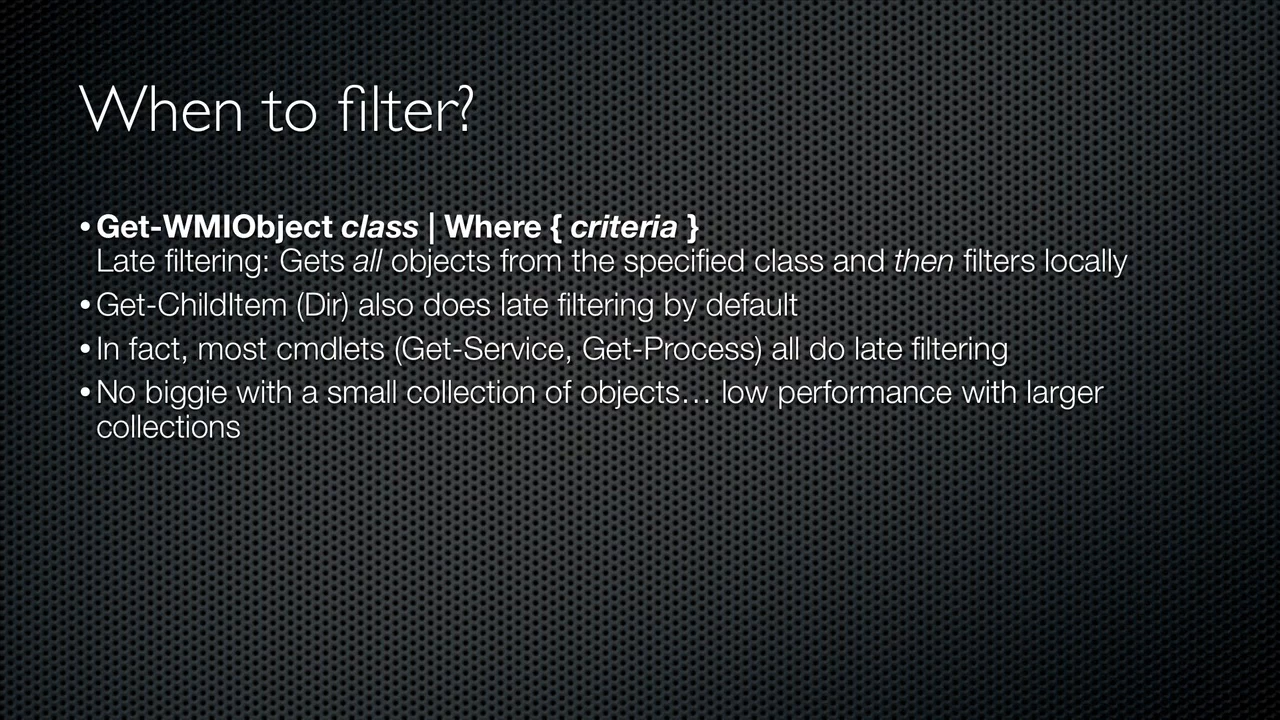 When to filter?
• Get-WMIObject class | Where { criteria }
Late filtering: Gets all objects from the specified class and then filters locally
• Get-ChildItem (Dir) also does late filtering by default
• In fact, most cmdlets (Get-Service, Get-Process) all do late filtering
• No biggie with a small collection of objects… low performance with larger
collections